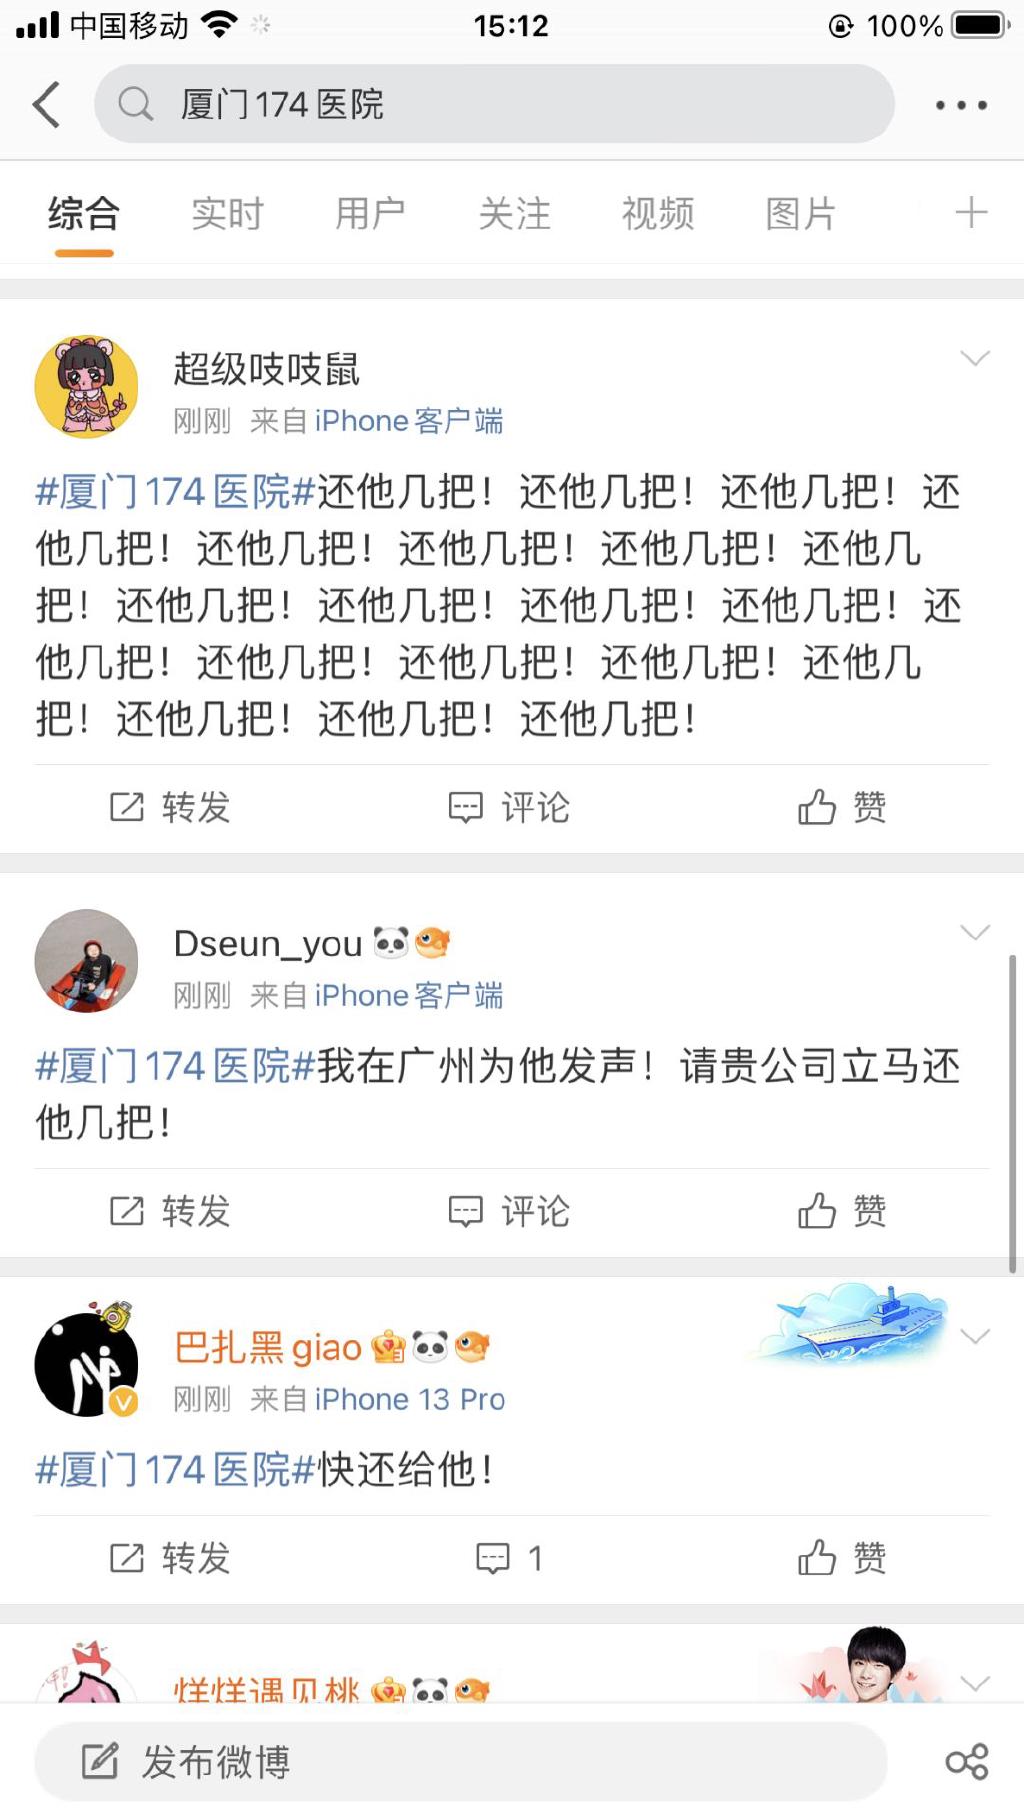 中国移动 15:12 100%
厦门174医院
综合 实时 用户 关注 视频 图片
超级吱吱鼠
刚刚 来自 iPhone客户端
#厦门174医院#还他几把！还他几把！还他几把！还
他几把！还他几把！还他几把！还他几把！还他几
把！还他几把！还他几把！还他几把！还他几把！还
他几把！还他几把！还他几把！还他几把！还他几
把！还他几把！还他几把！还他几把！
转发 评论 赞
Dseun_you
刚刚 来自 iPhone客户端
#厦门174医院#我在广州为他发声！请贵公司立马还
他几把！
转发 评论 赞
巴扎黑giao
刚刚 来自 iPhone 13 Pro
#厦门174医院#快还给他！
转发 1 赞
烊烊遇见桃
发布微博